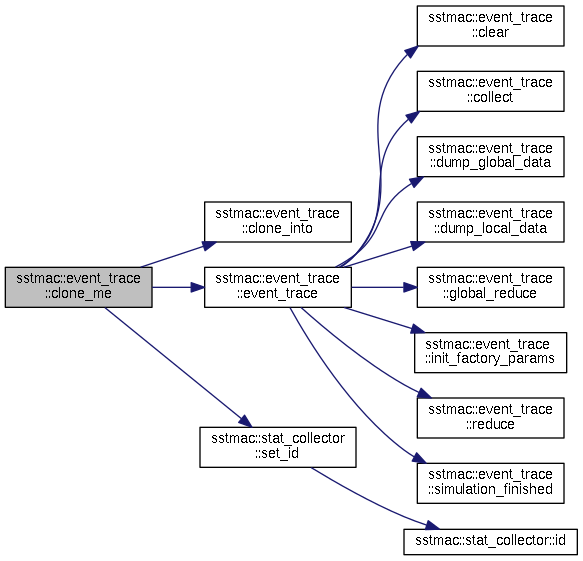 sstmac::event_trace
::clear
sstmac::event_trace
::collect
sstmac::event_trace
::dump_global_data
sstmac::event_trace
::clone_into
sstmac::event_trace
::dump_local_data
sstmac::event_trace
::clone_me
sstmac::event_trace
::event_trace
sstmac::event_trace
::global_reduce
sstmac::event_trace
::init_factory_params
sstmac::event_trace
::reduce
sstmac::stat_collector
::set_id
sstmac::event_trace
::simulation_finished
sstmac::stat_collector::id